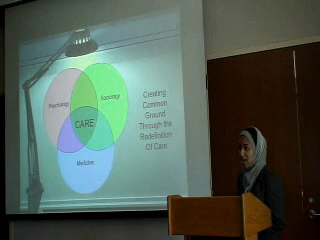 Psychology
Sociology
CARE
Medicine
Creating
Common
Ground
Through the
Redefinition
Of Care